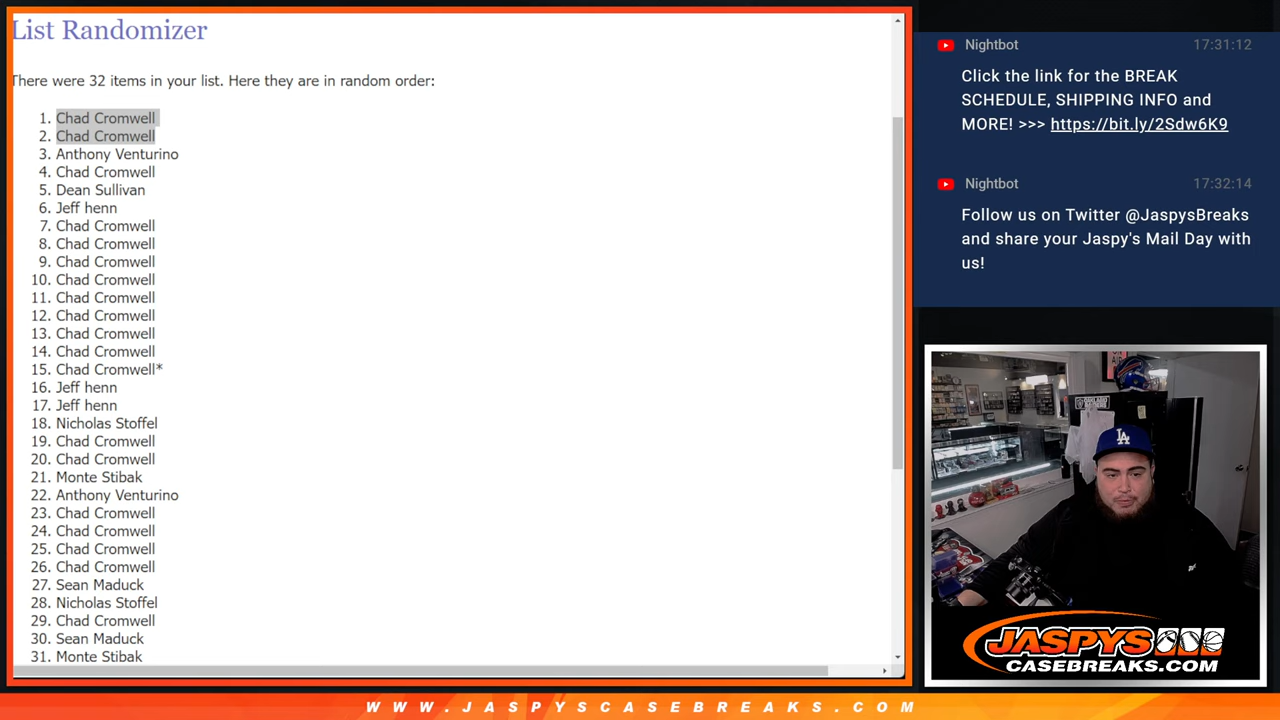 List Randomizer
There were 32 items in your list. Here they are in random order:
1. Chad Cromwell
2. Chad Cromwell
3. Anthony Venturino
4. Chad Cromwell
5. Dean Sullivan
6. Jeff henn
7. Chad Cromwell
8. Chad Cromwell
9. Chad Cromwell
10. Chad Cromwell
11. Chad Cromwell
12. Chad Cromwell
13. Chad Cromwell
14. Chad Cromwell
15. Chad Cromwell*
16. Jeff henn
17. Jeff henn
18. Nicholas Stoffel
19. Chad Cromwell
20. Chad Cromwell
21. Monte Stibak
22. Anthony Venturino
23. Chad Cromwell
24. Chad Cromwell
25. Chad Cromwell
26. Chad Cromwell
27. Sean Maduck
28. Nicholas Stoffel
29. Chad Cromwell
30. Sean Maduck
31. Monte Stibak
Nightbot 17:31:12
Click the link for the BREAK
SCHEDULE, SHIPPING INFO and
MORE! >>> https://bit.ly/2Sdw6K9
Nightbot 17:32:14
Follow us on Twitter @JaspysBreaks
and share your Jaspy's Mail Day with
us!
OAKLAND
RAIDERS
LA
JASPYS
CASEBREAKS.COM
WWW.JASPYSCASEBREAKS.COM